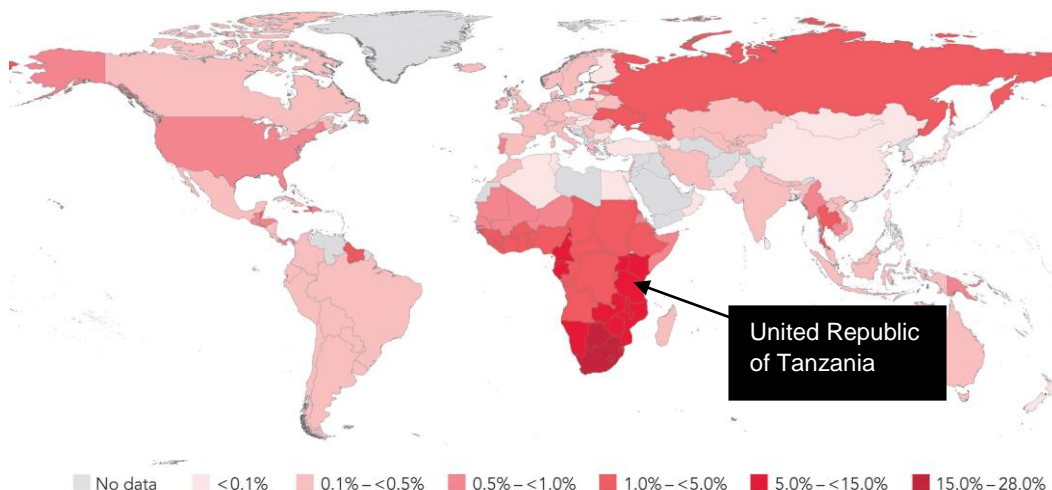 United Republic
of Tanzania
No data <0.1% 0.1%–<0.5% 0.5%–<1.0% 1.0%–<5.0% 5.0%–<15.0% 15.0%–28.0%